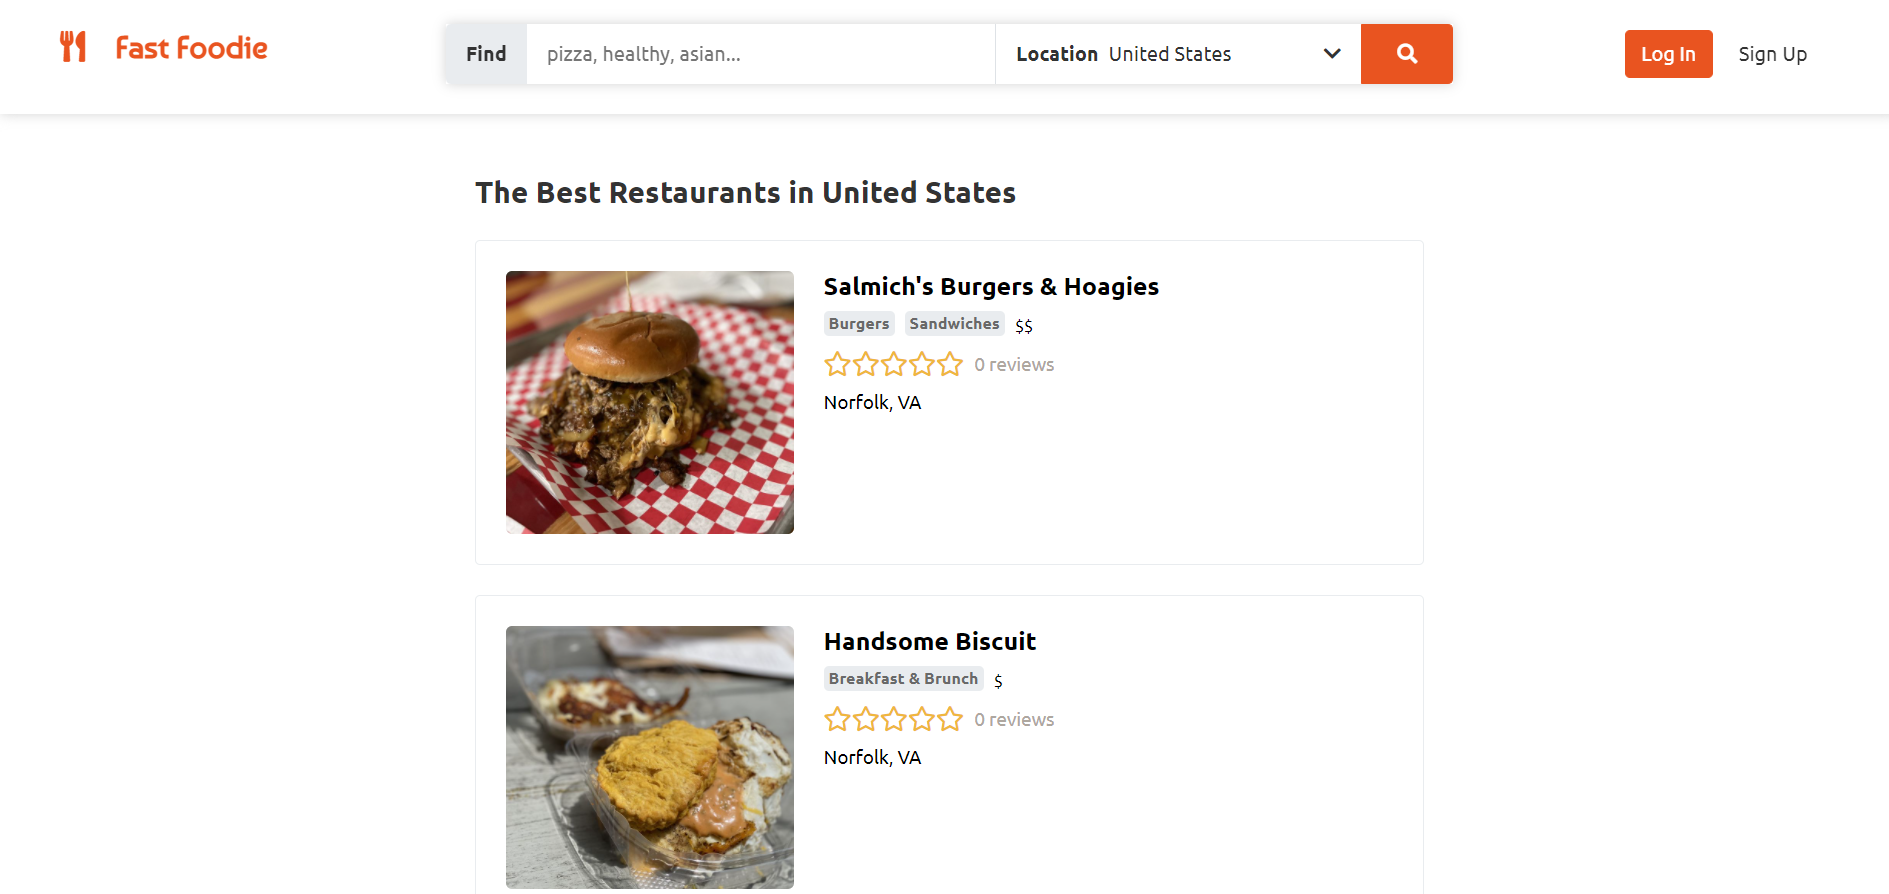 Fast Foodie
Find pizza, healthy, asian... Location United States
Log In Sign Up
The Best Restaurants in United States
Salmich's Burgers & Hoagies
Burgers Sandwiches $$
0 reviews
Norfolk, VA
Handsome Biscuit
Breakfast & Brunch $
0 reviews
Norfolk, VA